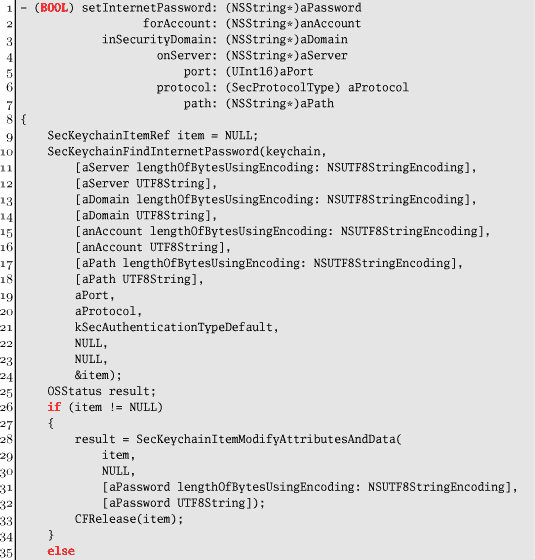 1 - (BOOL) setInternetPassword: (NSString*)aPassword
2 forAccount: (NSString*)anAccount
3 inSecurityDomain: (NSString*)aDomain
4 onServer: (NSString*)aServer
5 port: (UInt16)aPort
6 protocol: (SecProtocolType) aProtocol
7 path: (NSString*)aPath
8 {
9 SecKeychainItemRef item = NULL;
10 SecKeychainFindInternetPassword(keychain,
11 [aServer lengthOfBytesUsingEncoding: NSUTF8StringEncoding],
12 [aServer UTF8String],
13 [aDomain lengthOfBytesUsingEncoding: NSUTF8StringEncoding],
14 [aDomain UTF8String],
15 [anAccount lengthOfBytesUsingEncoding: NSUTF8StringEncoding],
16 [anAccount UTF8String],
17 [aPath lengthOfBytesUsingEncoding: NSUTF8StringEncoding],
18 [aPath UTF8String],
19 aPort,
20 aProtocol,
21 kSecAuthenticationTypeDefault,
22 NULL,
23 NULL,
24 &item);
25 OSStatus result;
26 if (item != NULL)
27 {
28 result = SecKeychainItemModifyAttributesAndData(
29 item,
30 NULL,
31 [aPassword lengthOfBytesUsingEncoding: NSUTF8StringEncoding],
32 [aPassword UTF8String]);
33 CFRelease(item);
34 }
35 else